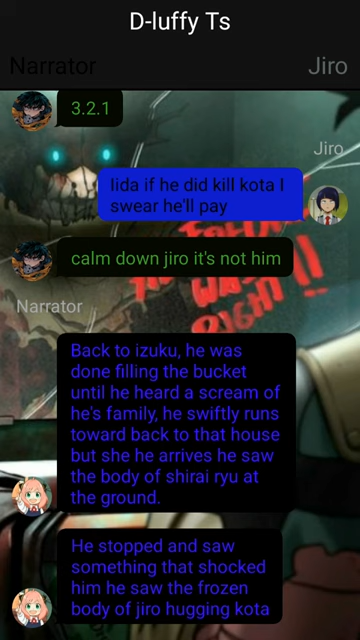 D-luffy Ts
Narrator
Jiro
3.2.1
Jiro
Iida if he did kill kota I
swear he'll pay
calm down jiro it's not him
Narrator
Back to izuku, he was
done filling the bucket
until he heard a scream of
he's family, he swiftly runs
toward back to that house
but she he arrives he saw
the body of shirai ryu at
the ground.
He stopped and saw
something that shocked
him he saw the frozen
body of jiro hugging kota
WAS
RIGHT!!